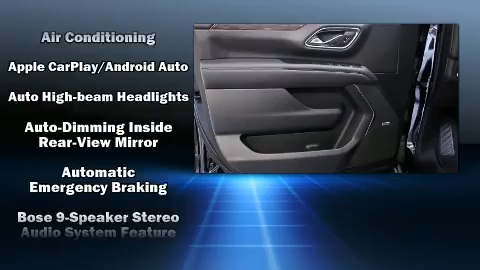 Air Conditioning
Apple CarPlay/Android Auto
Auto High-beam Headlights
Auto-Dimming Inside
Rear-View Mirror
Automatic
Emergency Braking
Bose 9-Speaker Stereo
Audio System Feature